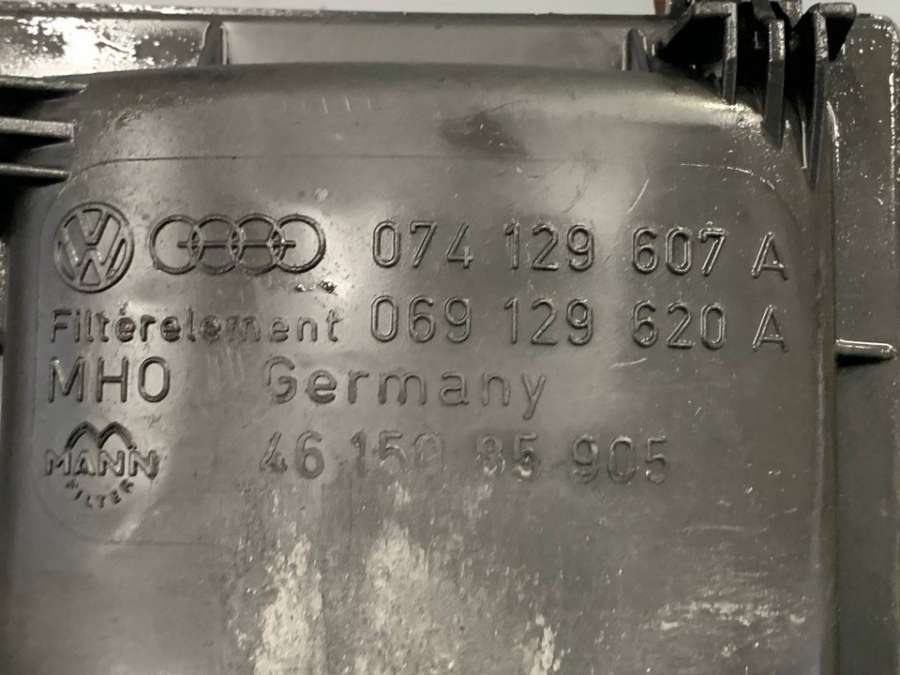 074 129 607 A
Filterelement 069 129 620 A
MHO Germany
MANN FILTER 46 150 85 905